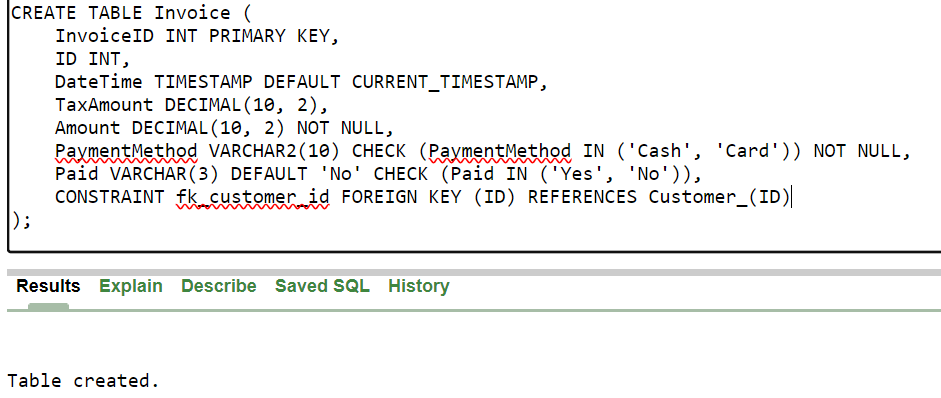 CREATE TABLE Invoice (
InvoiceID INT PRIMARY KEY,
ID INT,
DateTime TIMESTAMP DEFAULT CURRENT_TIMESTAMP,
TaxAmount DECIMAL(10, 2),
Amount DECIMAL(10, 2) NOT NULL,
PaymentMethod VARCHAR2(10) CHECK (PaymentMethod IN ('Cash', 'Card')) NOT NULL,
Paid VARCHAR(3) DEFAULT 'No' CHECK (Paid IN ('Yes', 'No')),
CONSTRAINT fk_customer_id FOREIGN KEY (ID) REFERENCES Customer_(ID)
);
Results Explain Describe Saved SQL History
Table created.